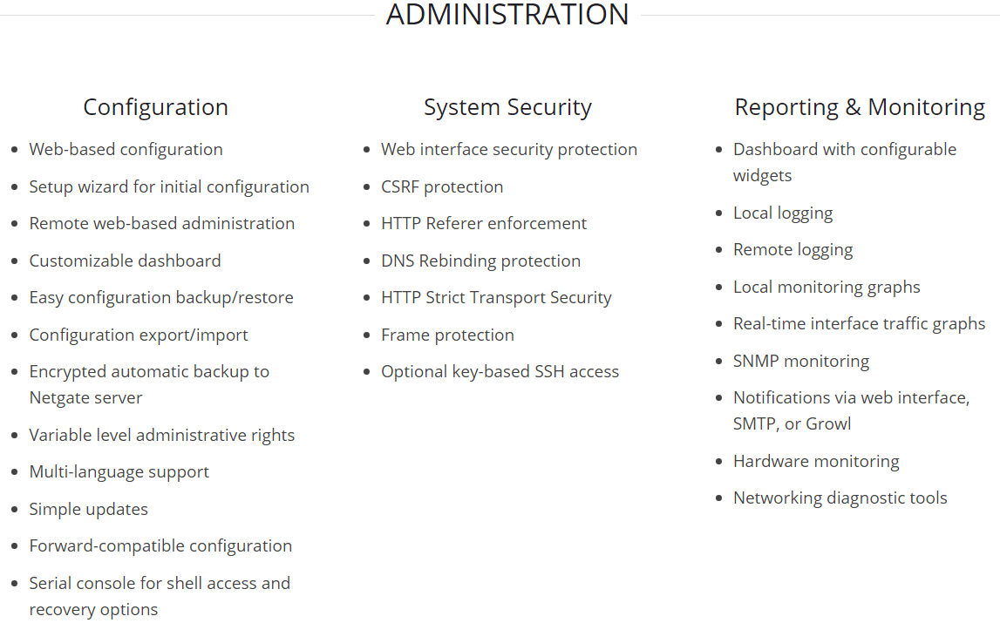 ADMINISTRATION
Configuration
Web-based configuration
Setup wizard for initial configuration
Remote web-based administration
Customizable dashboard
Easy configuration backup/restore
Configuration export/import
Encrypted automatic backup to
Netgate server
Variable level administrative rights
Multi-language support
Simple updates
Forward-compatible configuration
Serial console for shell access and
recovery options
System Security
Web interface security protection
CSRF protection
HTTP Referer enforcement
DNS Rebinding protection
HTTP Strict Transport Security
Frame protection
Optional key-based SSH access
Reporting & Monitoring
Dashboard with configurable
widgets
Local logging
Remote logging
Local monitoring graphs
Real-time interface traffic graphs
SNMP monitoring
Notifications via web interface,
SMTP, or Growl
Hardware monitoring
Networking diagnostic tools